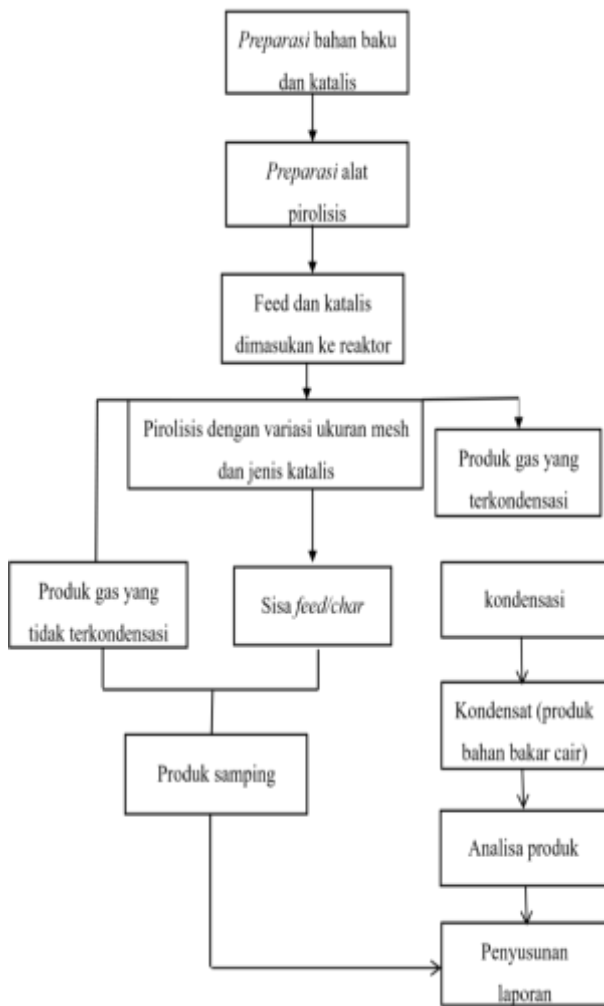 Preparasi bahan baku
dan katalis
Preparasi alat
pirolisis
Feed dan katalis
dimasukan ke reaktor
Pirolisis dengan variasi ukuran mesh
dan jenis katalis
Produk gas yang
terkondensasi
Produk gas yang
tidak terkondensasi
Sisa feed/char
kondensasi
Kondensat (produk
bahan bakar cair)
Produk samping
Analisa produk
Penyusunan
laporan